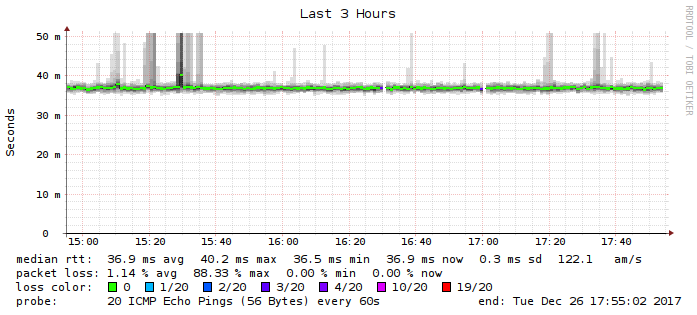 Last 3 Hours
RRDTOOL / TOBI OETIKER
Seconds
50 m
40 m
30 m
20 m
10 m
0
15:00 15:20 15:40 16:00 16:20 16:40 17:00 17:20 17:40
median rtt: 36.9 ms avg 40.2 ms max 36.5 ms min 36.9 ms now 0.3 ms sd 122.1 am/s
packet loss: 1.14 % avg 88.33 % max 0.00 % min 0.00 % now
loss color: 0 1/20 2/20 3/20 4/20 10/20 19/20
probe: 20 ICMP Echo Pings (56 Bytes) every 60s end: Tue Dec 26 17:55:02 2017